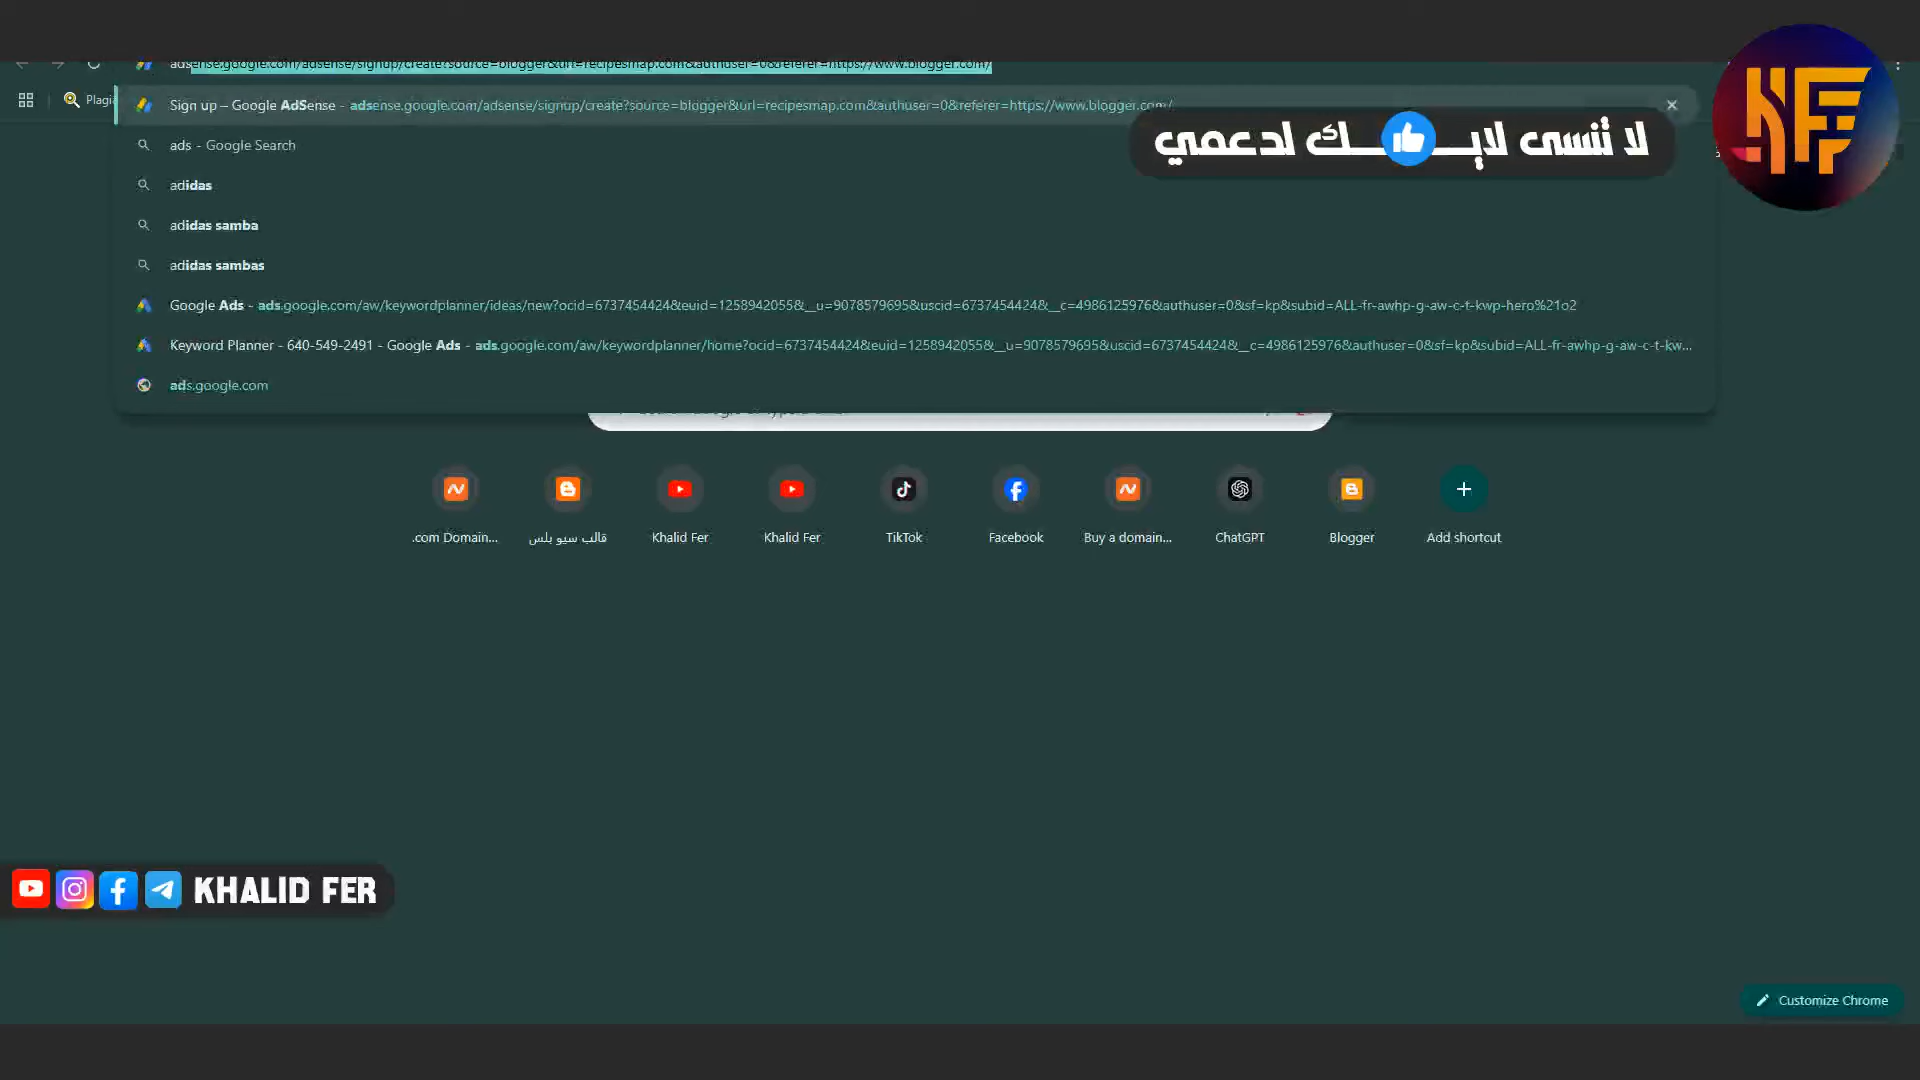 adsense.google.com/adsense/signup/create?source=blogger&url=recipesmap.com&authuser=0&referer=https://www.blogger.com/
Plagia
Sign up – Google AdSense - adsense.google.com/adsense/signup/create?source=blogger&url=recipesmap.com&authuser=0&referer=https://www.blogger.com/
لا تنسى لايـــك لدعمي
ads - Google Search
adidas
adidas samba
adidas sambas
Google Ads - ads.google.com/aw/keywordplanner/ideas/new?ocid=6737454424&euid=1258942055&__u=9078579695&uscid=6737454424&__c=4986125976&authuser=0&sf=kp&subid=ALL-fr-awhp-g-aw-c-t-kwp-hero%21o2
Keyword Planner - 640-549-2491 - Google Ads - ads.google.com/aw/keywordplanner/home?ocid=6737454424&euid=1258942055&__u=9078579695&uscid=6737454424&__c=4986125976&authuser=0&sf=kp&subid=ALL-fr-awhp-g-aw-c-t-kw...
ads.google.com
.com Domain...
قالب سيو بلس
Khalid Fer
Khalid Fer
TikTok
Facebook
Buy a domain...
ChatGPT
Blogger
Add shortcut
KHALID FER
Customize Chrome